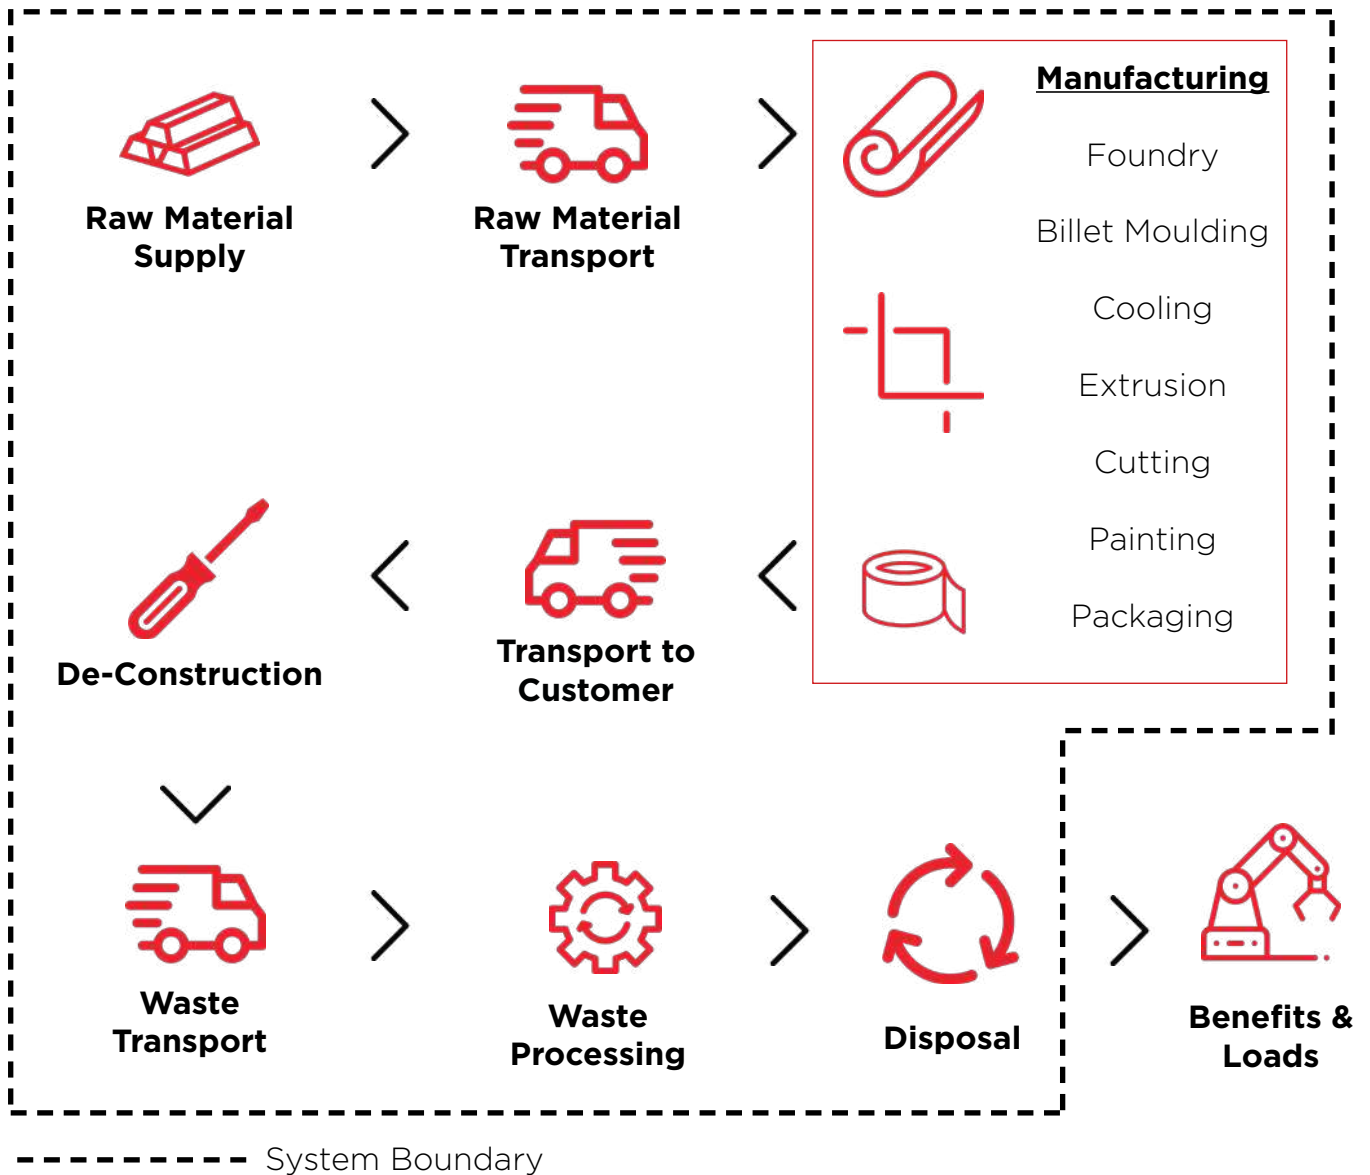 Raw Material
Supply
Raw Material
Transport
Manufacturing
Foundry
Billet Moulding
Cooling
Extrusion
Cutting
Painting
Packaging
Transport to
Customer
De-Construction
Waste
Transport
Waste
Processing
Disposal
Benefits &
Loads
System Boundary